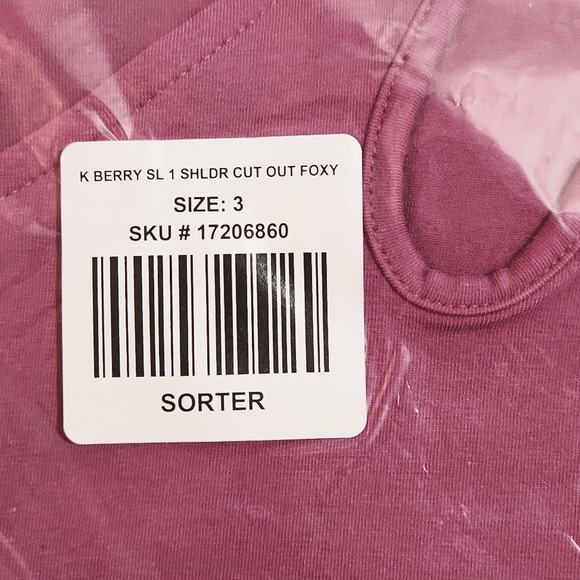 K BERRY SL 1 SHLDR CUT OUT FOXY
SIZE: 3
SKU # 17206860
SORTER